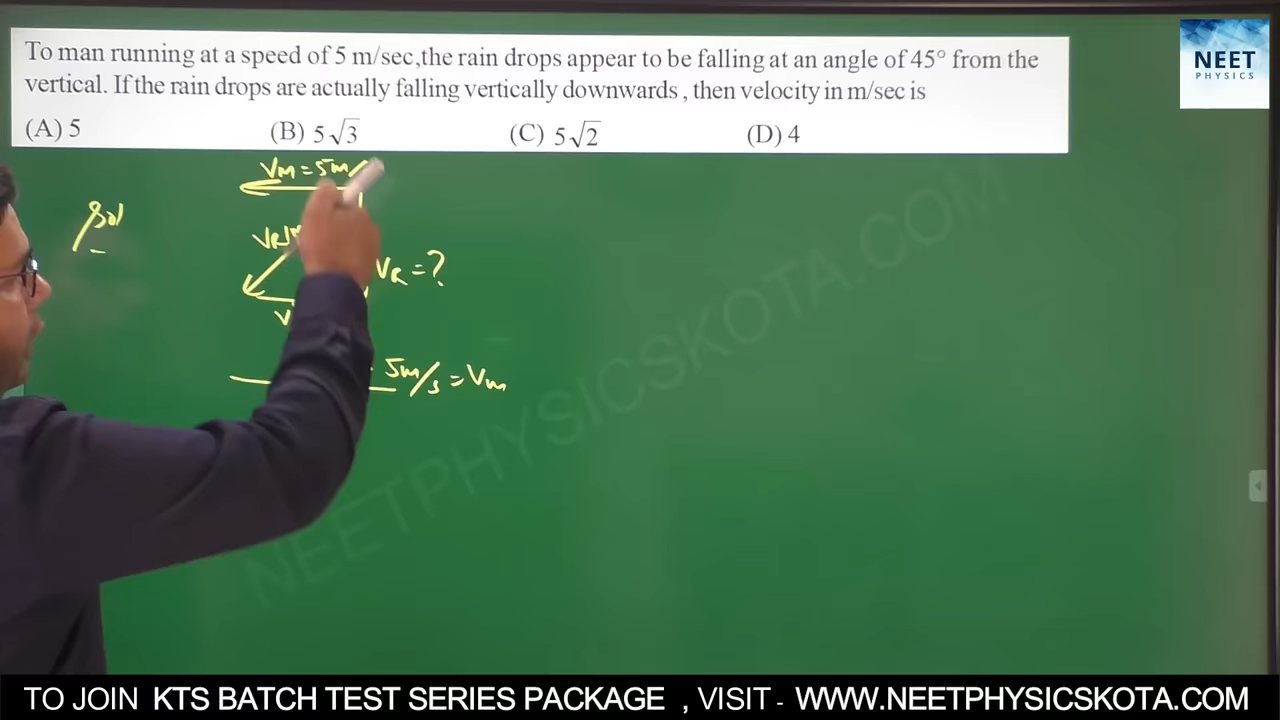 To man running at a speed of 5 m/sec,the rain drops appear to be falling at an angle of 45° from the
vertical. If the rain drops are actually falling vertically downwards , then velocity in m/sec is
(A) 5 (B) 5√3 (C) 5√2 (D) 4
NEET
PHYSICS
Vm = 5m/
Sol
VR = ?
5m/s = Vm
NEETPHYSICSKOTA.COM
TO JOIN KTS BATCH TEST SERIES PACKAGE , VISIT - WWW.NEETPHYSICSKOTA.COM